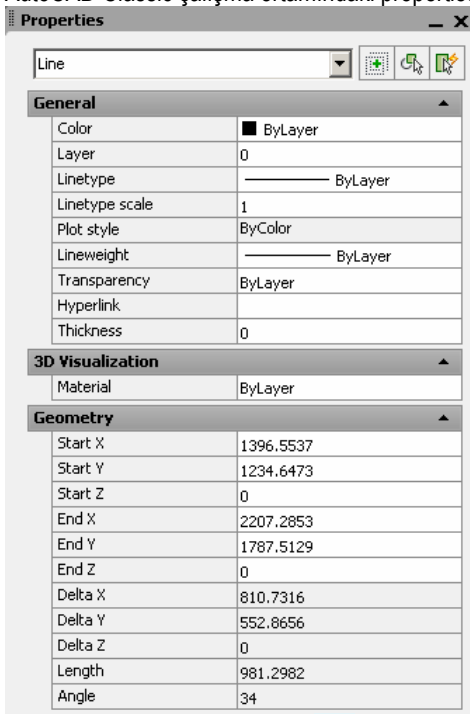 Properties
Line
General
Color ByLayer
Layer 0
Linetype ByLayer
Linetype scale 1
Plot style ByColor
Lineweight ByLayer
Transparency ByLayer
Hyperlink
Thickness 0
3D Visualization
Material ByLayer
Geometry
Start X 1396.5537
Start Y 1234.6473
Start Z 0
End X 2207.2853
End Y 1787.5129
End Z 0
Delta X 810.7316
Delta Y 552.8656
Delta Z 0
Length 981.2982
Angle 34